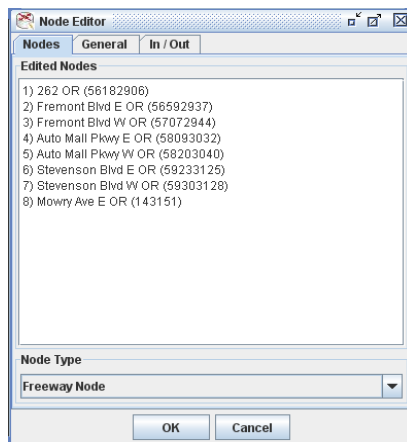 Node Editor
Nodes General In / Out
Edited Nodes
1) 262 OR (56182906)
2) Fremont Blvd E OR (56592937)
3) Fremont Blvd W OR (57072944)
4) Auto Mall Pkwy E OR (58093032)
5) Auto Mall Pkwy W OR (58203040)
6) Stevenson Blvd E OR (59233125)
7) Stevenson Blvd W OR (59303128)
8) Mowry Ave E OR (143151)
Node Type
Freeway Node
OK Cancel